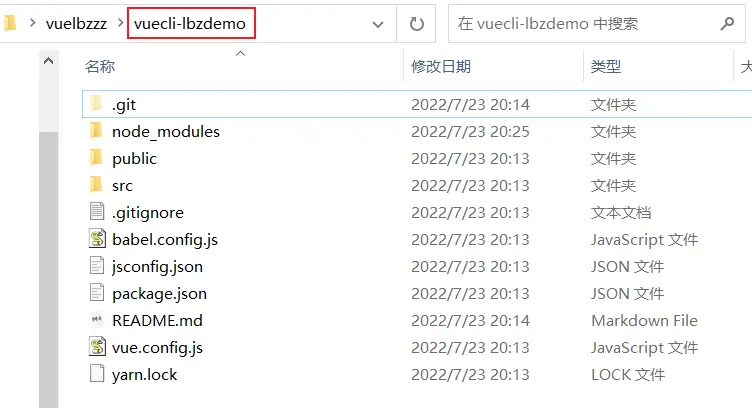 vuelbzzz vuecli-lbzdemo 在 vuecli-lbzdemo 中搜索
名称 修改日期 类型 大
.git 2022/7/23 20:14 文件夹
node_modules 2022/7/23 20:25 文件夹
public 2022/7/23 20:13 文件夹
src 2022/7/23 20:13 文件夹
.gitignore 2022/7/23 20:13 文本文档
babel.config.js 2022/7/23 20:13 JavaScript 文件
jsconfig.json 2022/7/23 20:13 JSON 文件
package.json 2022/7/23 20:13 JSON 文件
README.md 2022/7/23 20:14 Markdown File
vue.config.js 2022/7/23 20:13 JavaScript 文件
yarn.lock 2022/7/23 20:13 LOCK 文件